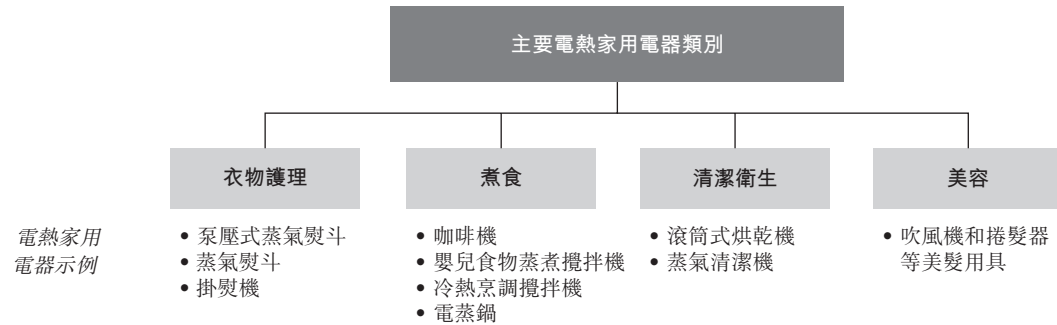 主要電熱家用電器類別
衣物護理
煮食
清潔衛生
美容
電熱家用
電器示例
• 泵壓式蒸氣熨斗
• 蒸氣熨斗
• 掛熨機
• 咖啡機
• 嬰兒食物蒸煮攪拌機
• 冷熱烹調攪拌機
• 電蒸鍋
• 滾筒式烘乾機
• 蒸氣清潔機
• 吹風機和捲髮器
等美髮用具